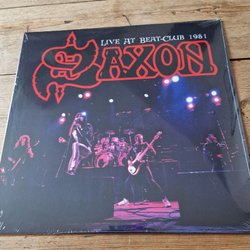 LIVE AT BEAT-CLUB 1981
SAXON